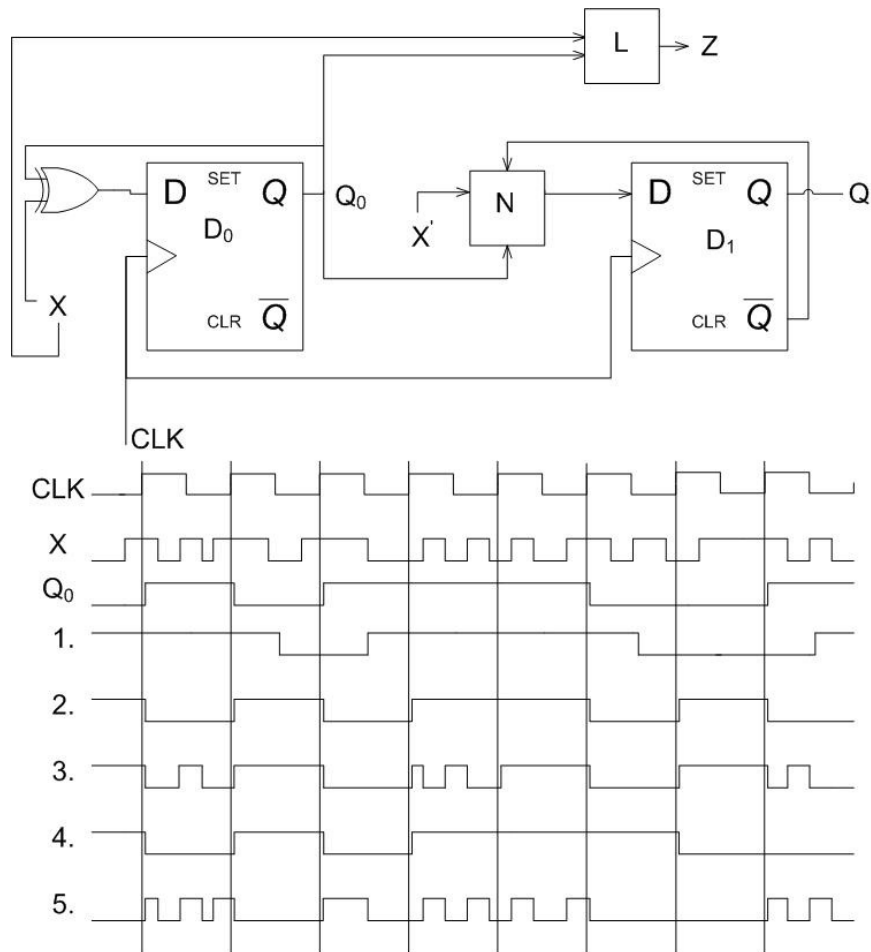 L
Z
D SET Q
D₀
CLR Q̅
Q₀
X'
N
D SET Q
D₁
CLR Q̅
Q
X
CLK
CLK
X
Q₀
1.
2.
3.
4.
5.